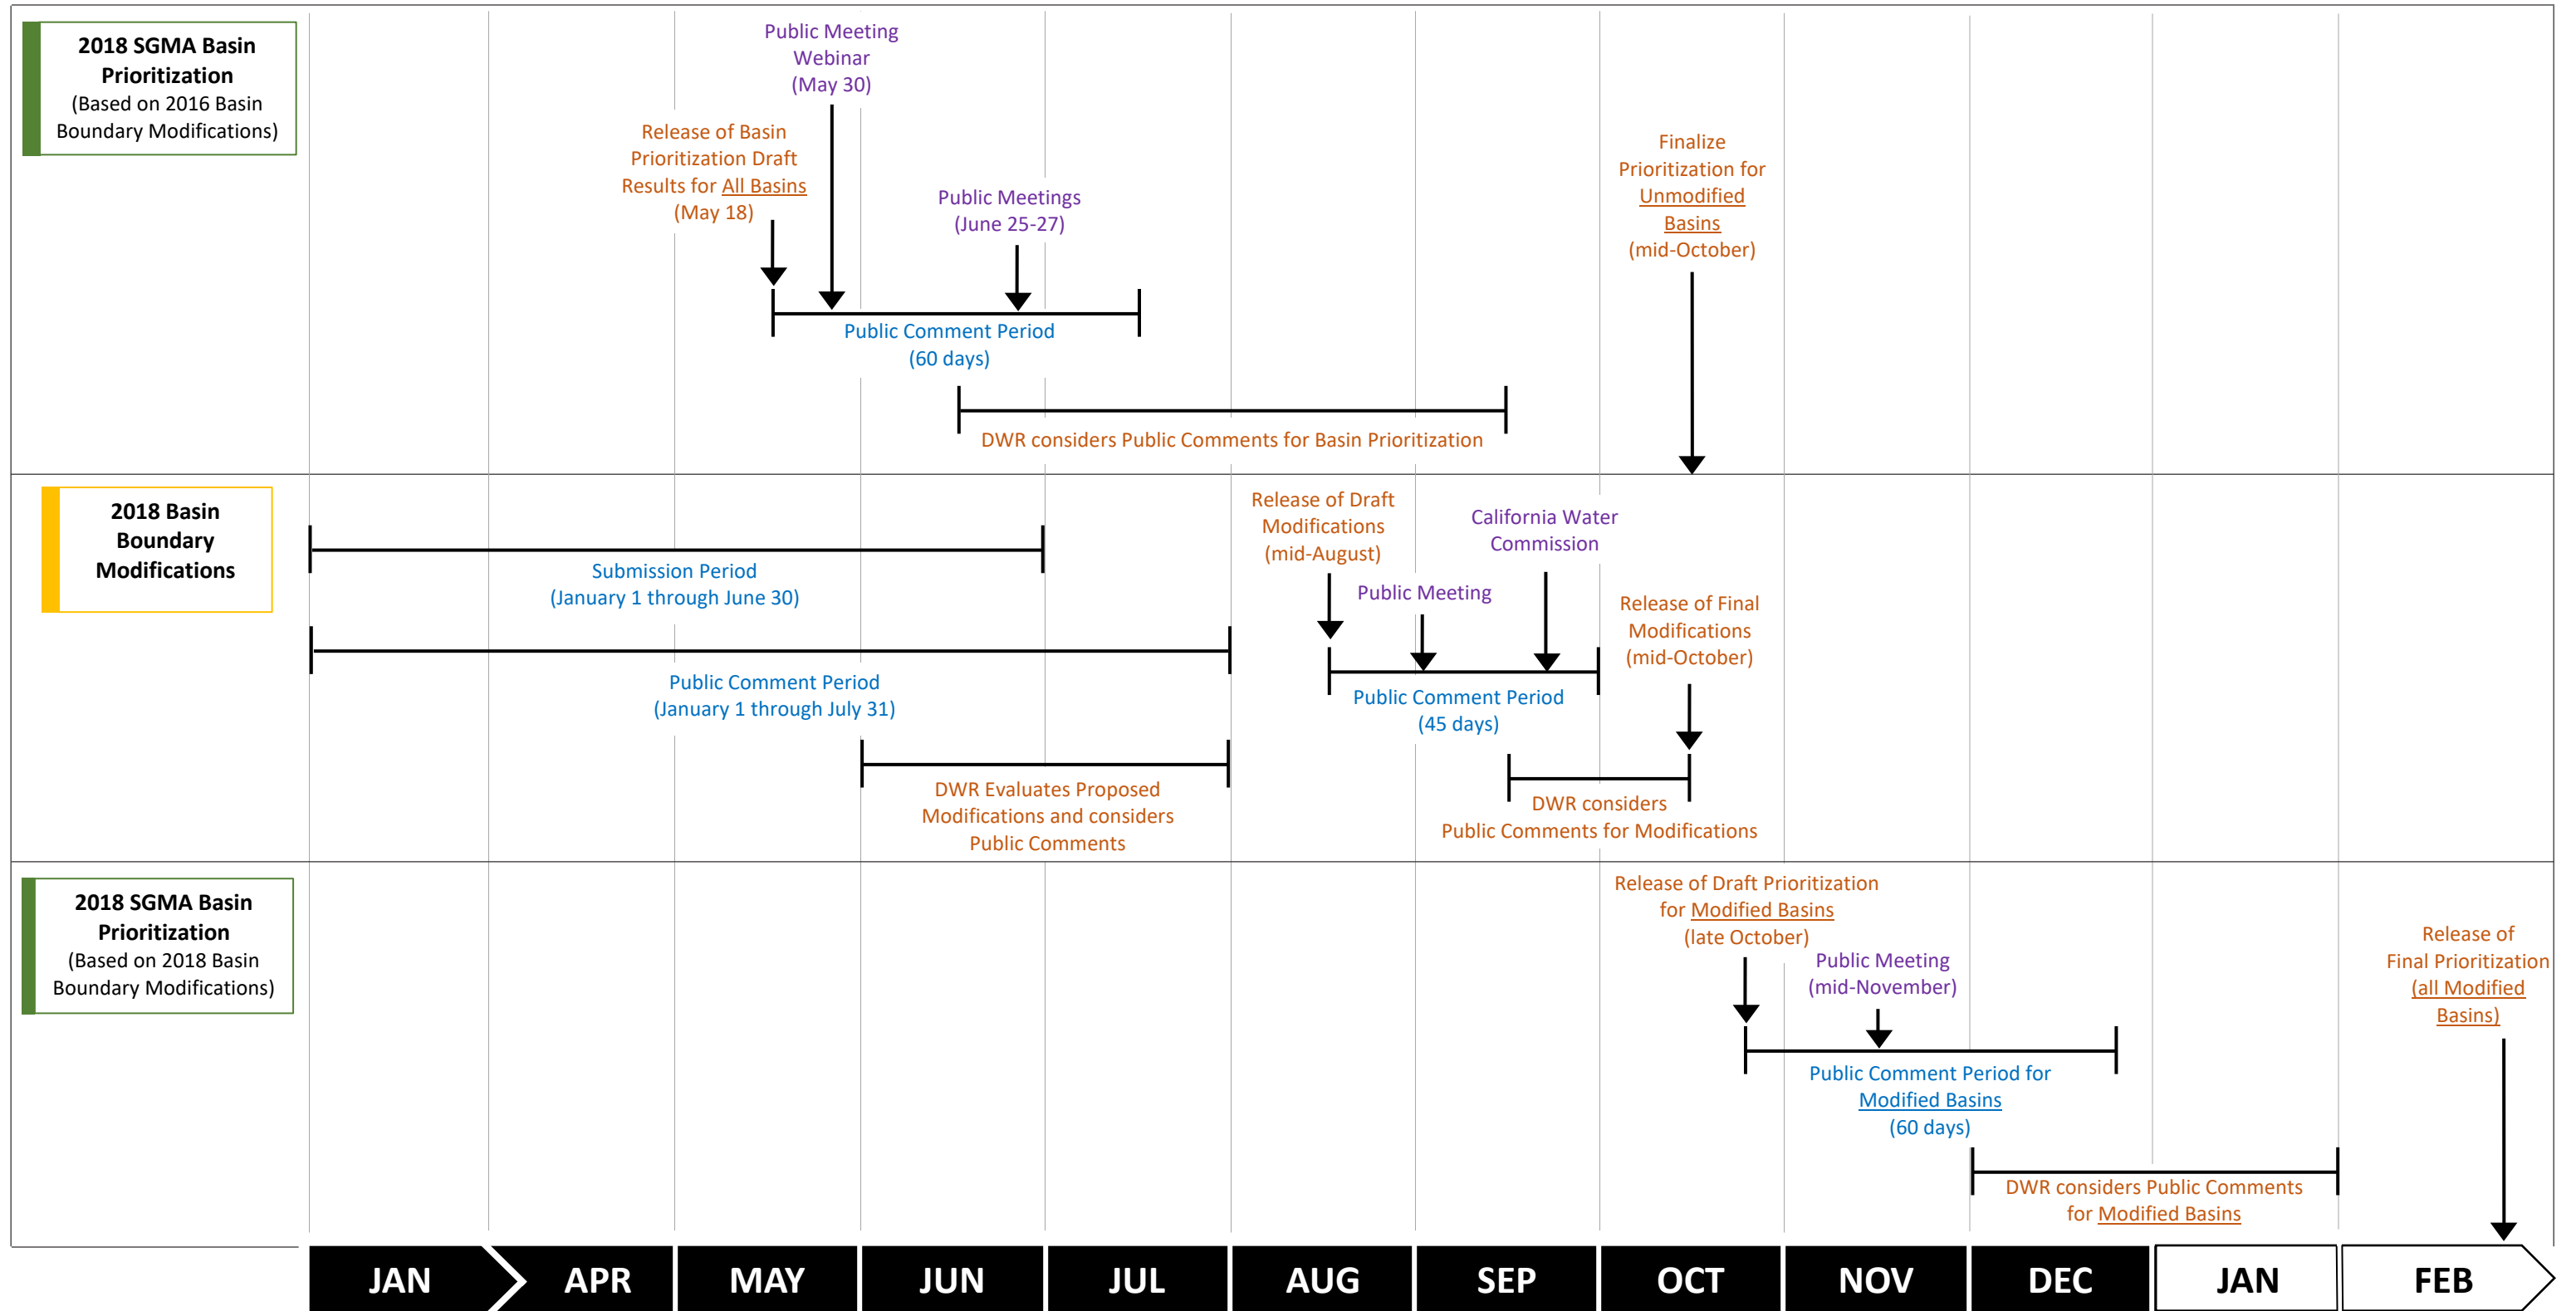 2018 SGMA Basin
Prioritization
(Based on 2016 Basin
Boundary Modifications)
Public Meeting
Webinar
(May 30)
Release of Basin
Prioritization Draft
Results for All Basins
(May 18)
Public Meetings
(June 25-27)
Finalize
Prioritization for
Unmodified
Basins
(mid-October)
Public Comment Period
(60 days)
DWR considers Public Comments for Basin Prioritization
2018 Basin
Boundary
Modifications
Submission Period
(January 1 through June 30)
Public Comment Period
(January 1 through July 31)
DWR Evaluates Proposed
Modifications and considers
Public Comments
Release of Draft
Modifications
(mid-August)
Public Meeting
California Water
Commission
Release of Final
Modifications
(mid-October)
Public Comment Period
(45 days)
DWR considers
Public Comments for Modifications
2018 SGMA Basin
Prioritization
(Based on 2018 Basin
Boundary Modifications)
Release of Draft Prioritization
for Modified Basins
(late October)
Public Meeting
(mid-November)
Public Comment Period for
Modified Basins
(60 days)
DWR considers Public Comments
for Modified Basins
Release of
Final Prioritization
(all Modified
Basins)
JAN
APR
MAY
JUN
JUL
AUG
SEP
OCT
NOV
DEC
JAN
FEB